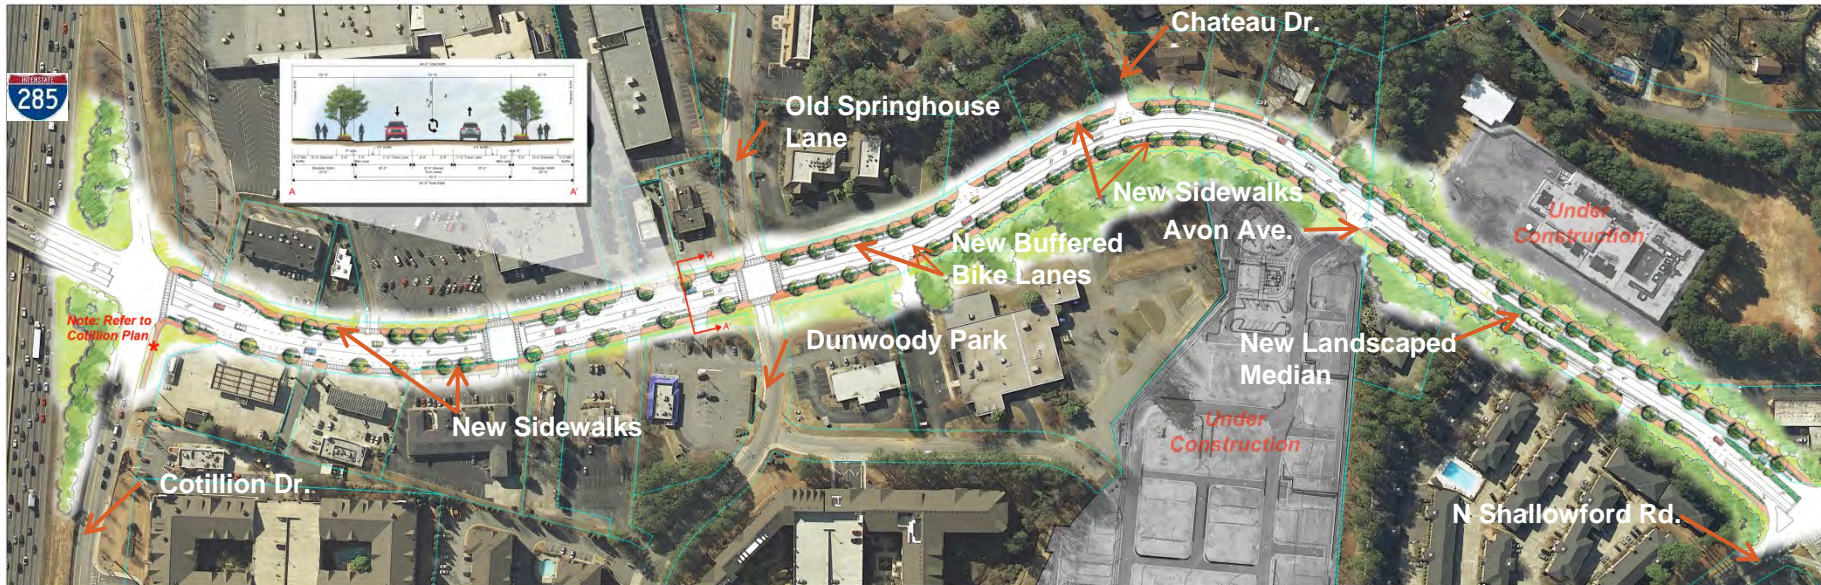 INTERSTATE
285
Chateau Dr.
Old Springhouse
Lane
New Sidewalks
Avon Ave.
Under
Construction
New Buffered
Bike Lanes
A
A'
A
A'
Note: Refer to
Cotillion Plan
*
Dunwoody Park
New Landscaped
Median
Under
Construction
New Sidewalks
Cotillion Dr.
N Shallowford Rd.